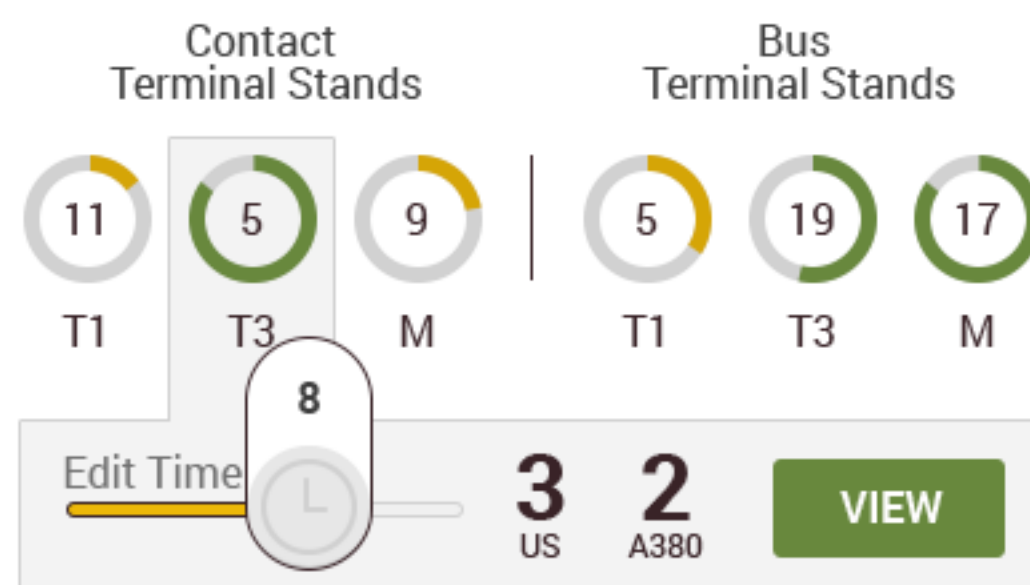 Contact
Terminal Stands
Bus
Terminal Stands
11
5
9
5
19
17
T1
T3
M
T1
T3
M
8
Edit Time
3
2
US
A380
VIEW